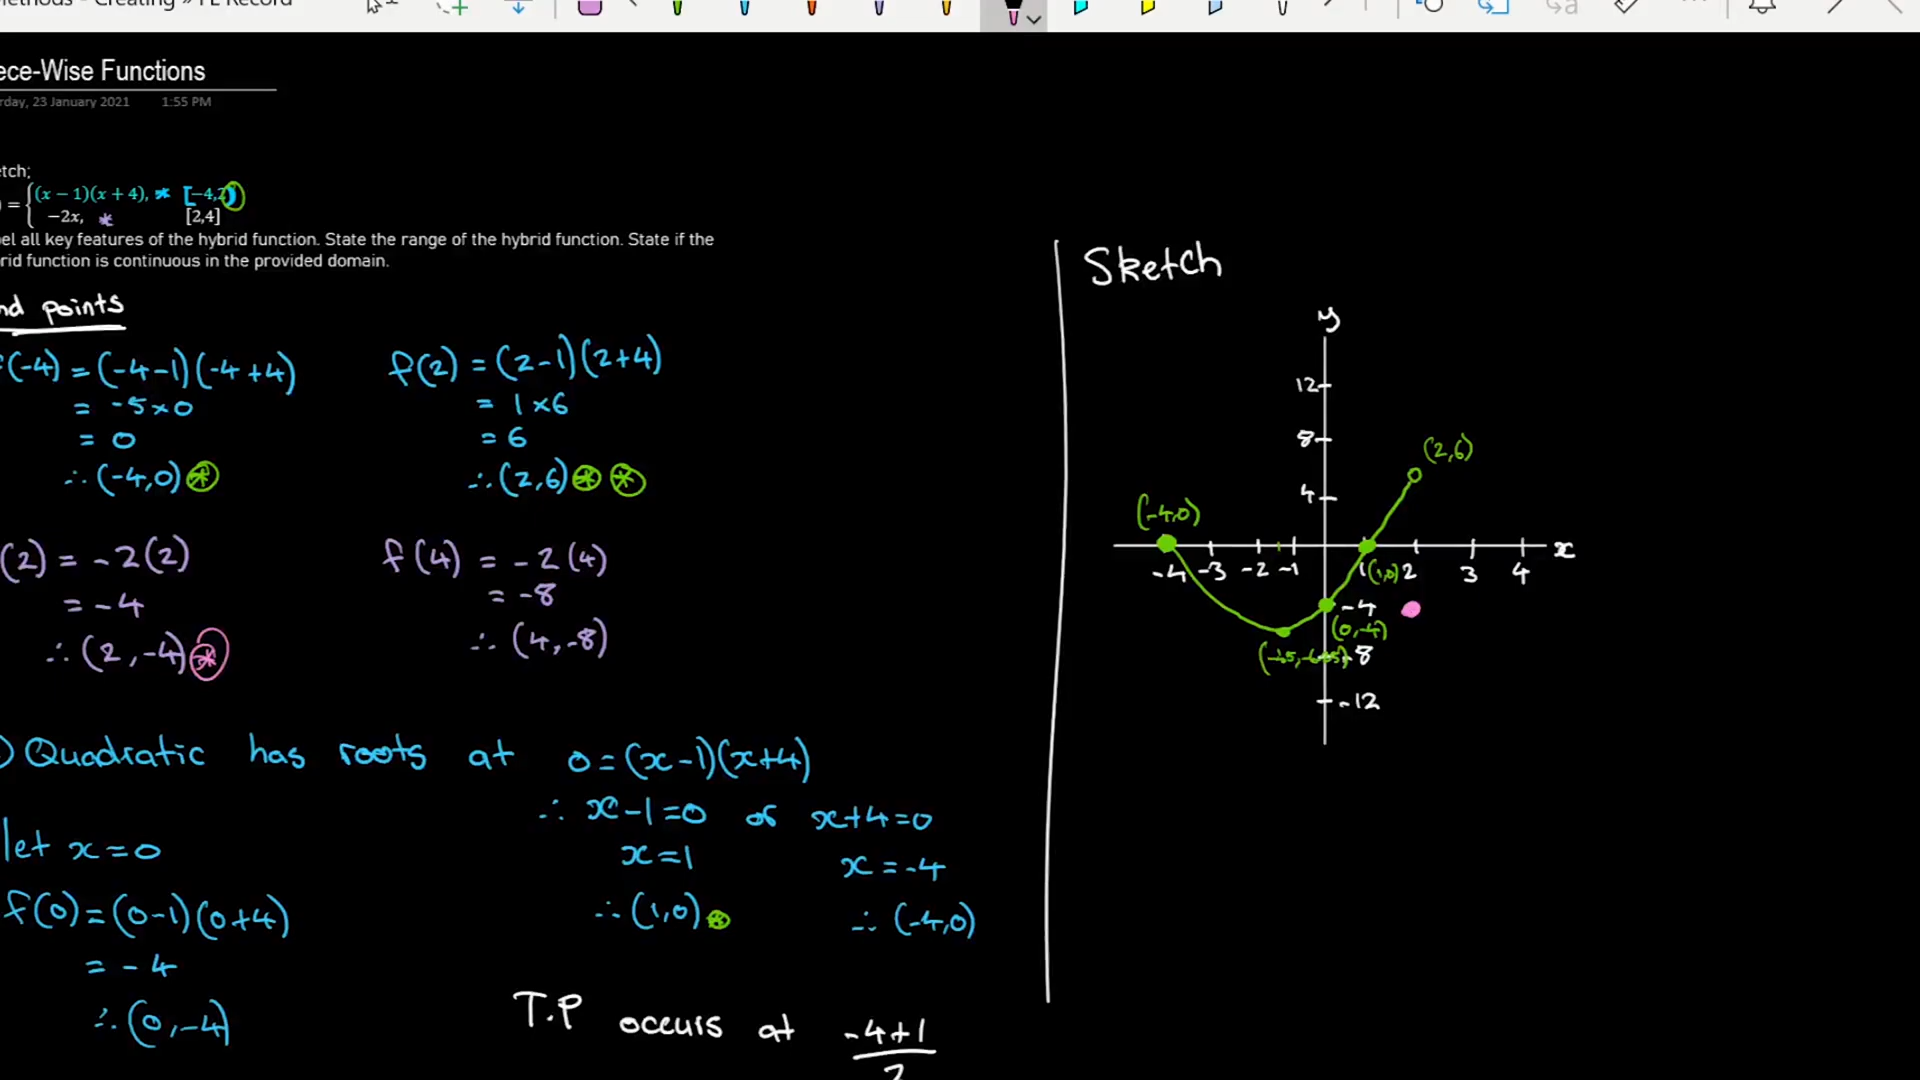 ece-Wise Functions
rday, 23 January 2021 1:55 PM
etch;
(x − 1)(x + 4), * [−4,2)
) = { −2x, * [2,4]
el all key features of the hybrid function. State the range of the hybrid function. State if the
rid function is continuous in the provided domain.
nd points
f(-4) = (-4-1)(-4+4)
= -5×0
= 0
∴ (-4,0) *
f(2) = (2-1)(2+4)
= 1×6
= 6
∴ (2,6) * *
(2) = -2(2)
= -4
∴ (2,-4) *
f(4) = -2(4)
= -8
∴ (4,-8)
) Quadratic has roots at 0=(x-1)(x+4)
∴ x-1=0 or x+4=0
x=1 x=-4
∴ (1,0) ∴ (-4,0)
let x=0
f(0)=(0-1)(0+4)
= -4
∴ (0,-4)
T.P occurs at -4+1
2
Sketch
y
12
8
(2,6)
4
(-4,0)
x
-4 -3 -2 -1 1 (1,0) 2 3 4
-4
(0,-4)
-8
-12